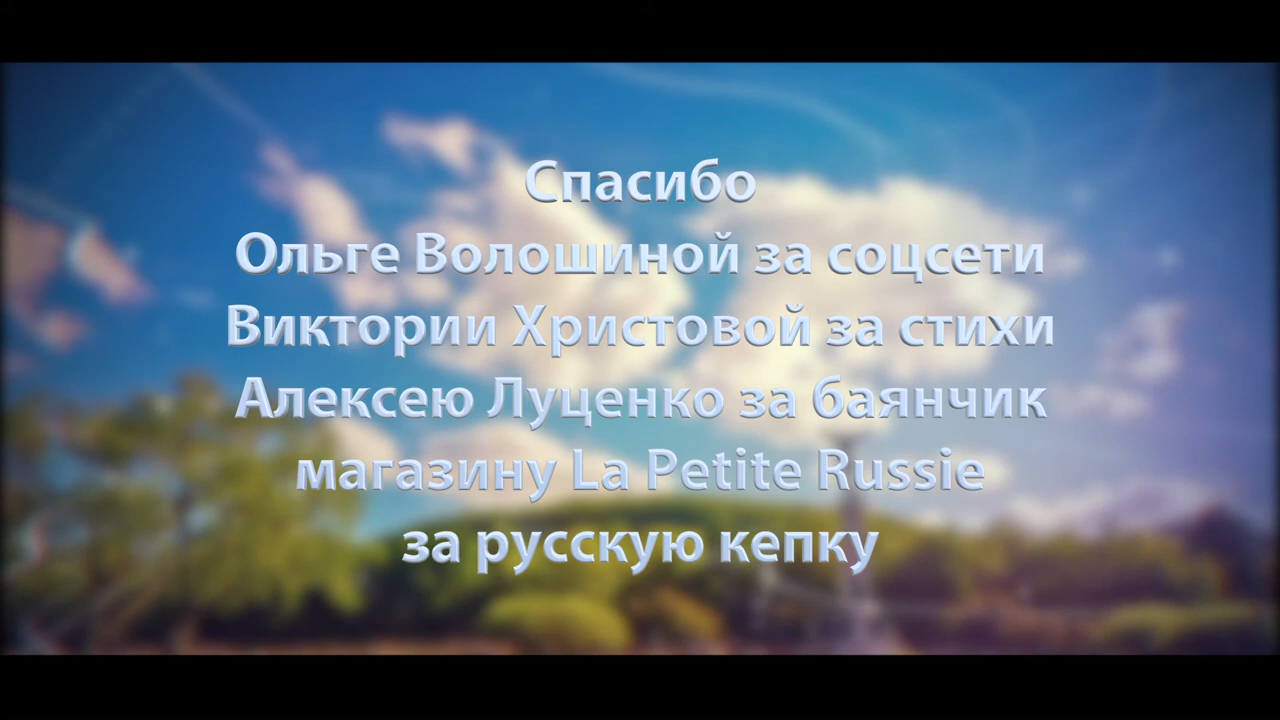 Спасибо
Ольге Волошиной за соцсети
Виктории Христовой за стихи
Алексею Луценко за баянчик
магазину La Petite Russie
за русскую кепку